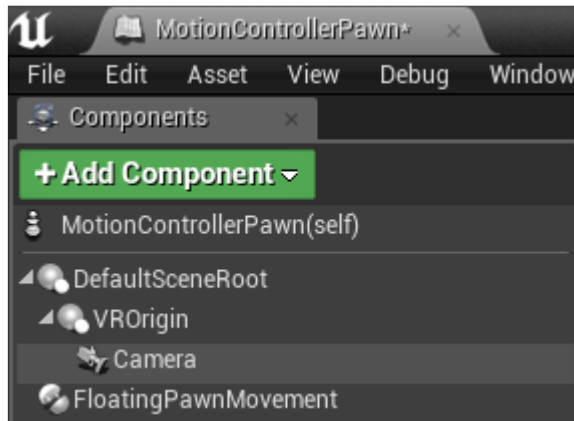 MotionControllerPawn*
File Edit Asset View Debug Window
Components
+ Add Component
MotionControllerPawn(self)
DefaultSceneRoot
VROrigin
Camera
FloatingPawnMovement